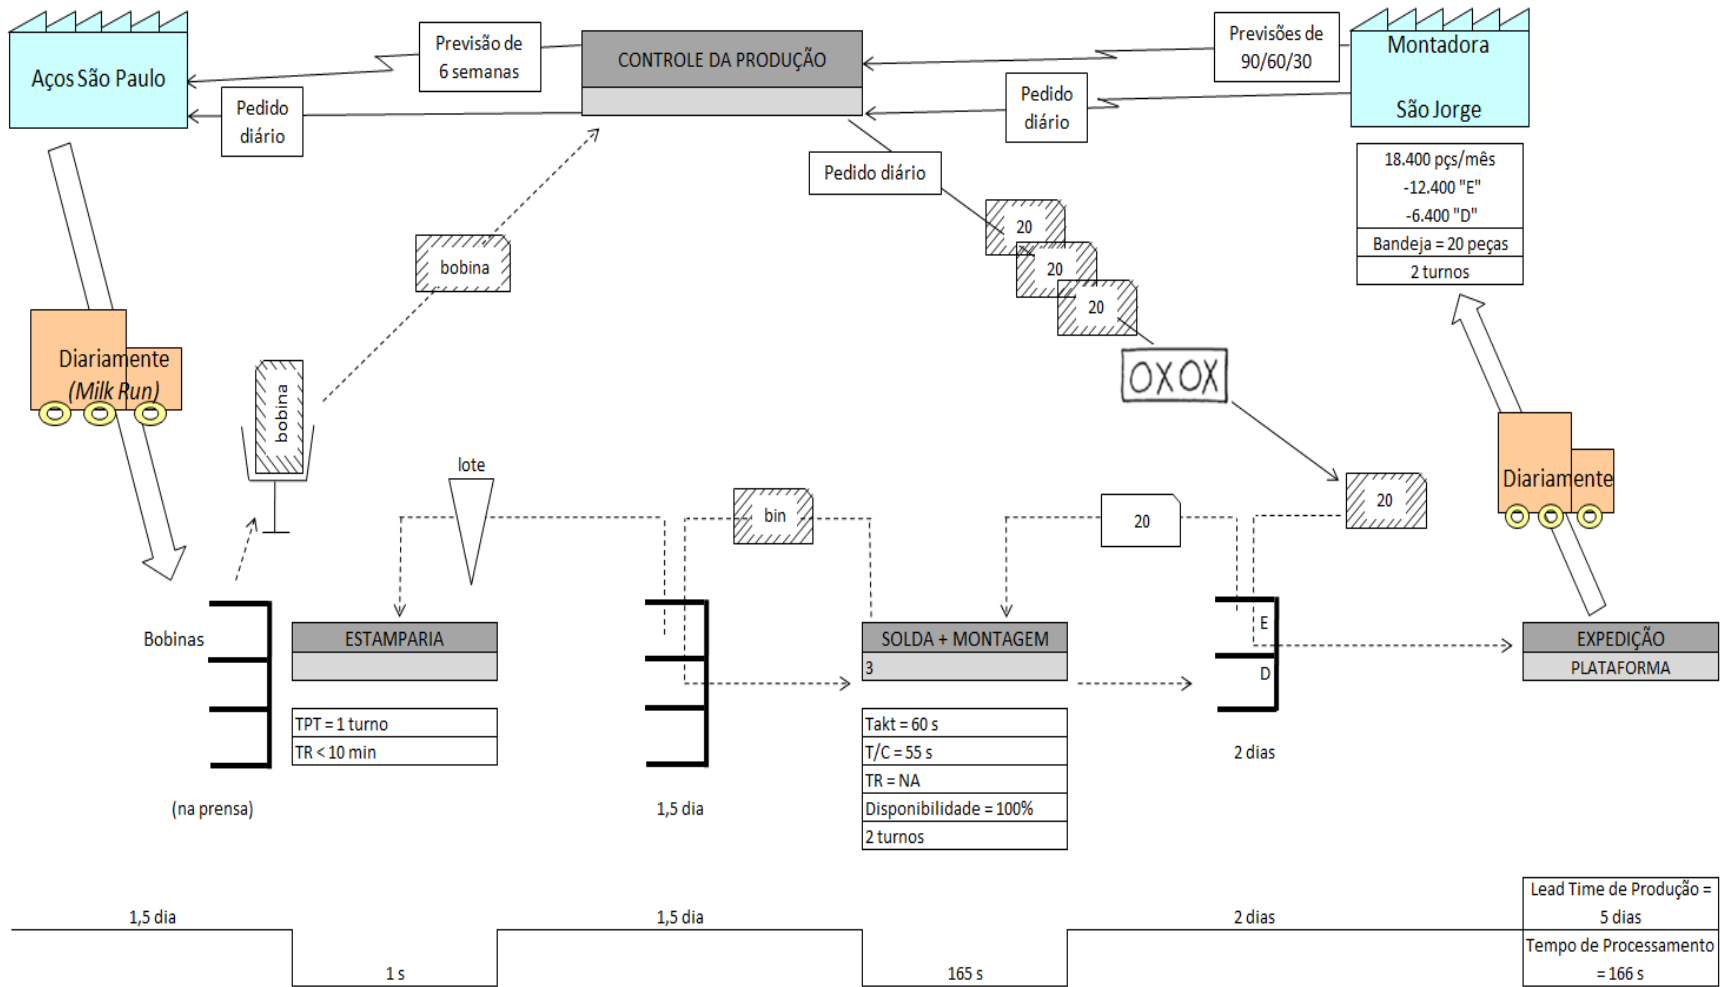 Aços São Paulo
Previsão de
6 semanas
Pedido
diário
CONTROLE DA PRODUÇÃO
Previsões de
90/60/30
Pedido
diário
Montadora
São Jorge
18.400 pçs/mês
-12.400 "E"
-6.400 "D"
Bandeja = 20 peças
2 turnos
Pedido diário
20
20
20
OXOX
bobina
bobina
Diariamente
(Milk Run)
lote
bin
20
20
Diariamente
Bobinas
(na prensa)
ESTAMPARIA
TPT = 1 turno
TR < 10 min
1,5 dia
SOLDA + MONTAGEM
3
Takt = 60 s
T/C = 55 s
TR = NA
Disponibilidade = 100%
2 turnos
E
D
2 dias
EXPEDIÇÃO
PLATAFORMA
1,5 dia
1 s
1,5 dia
165 s
2 dias
Lead Time de Produção =
5 dias
Tempo de Processamento
= 166 s